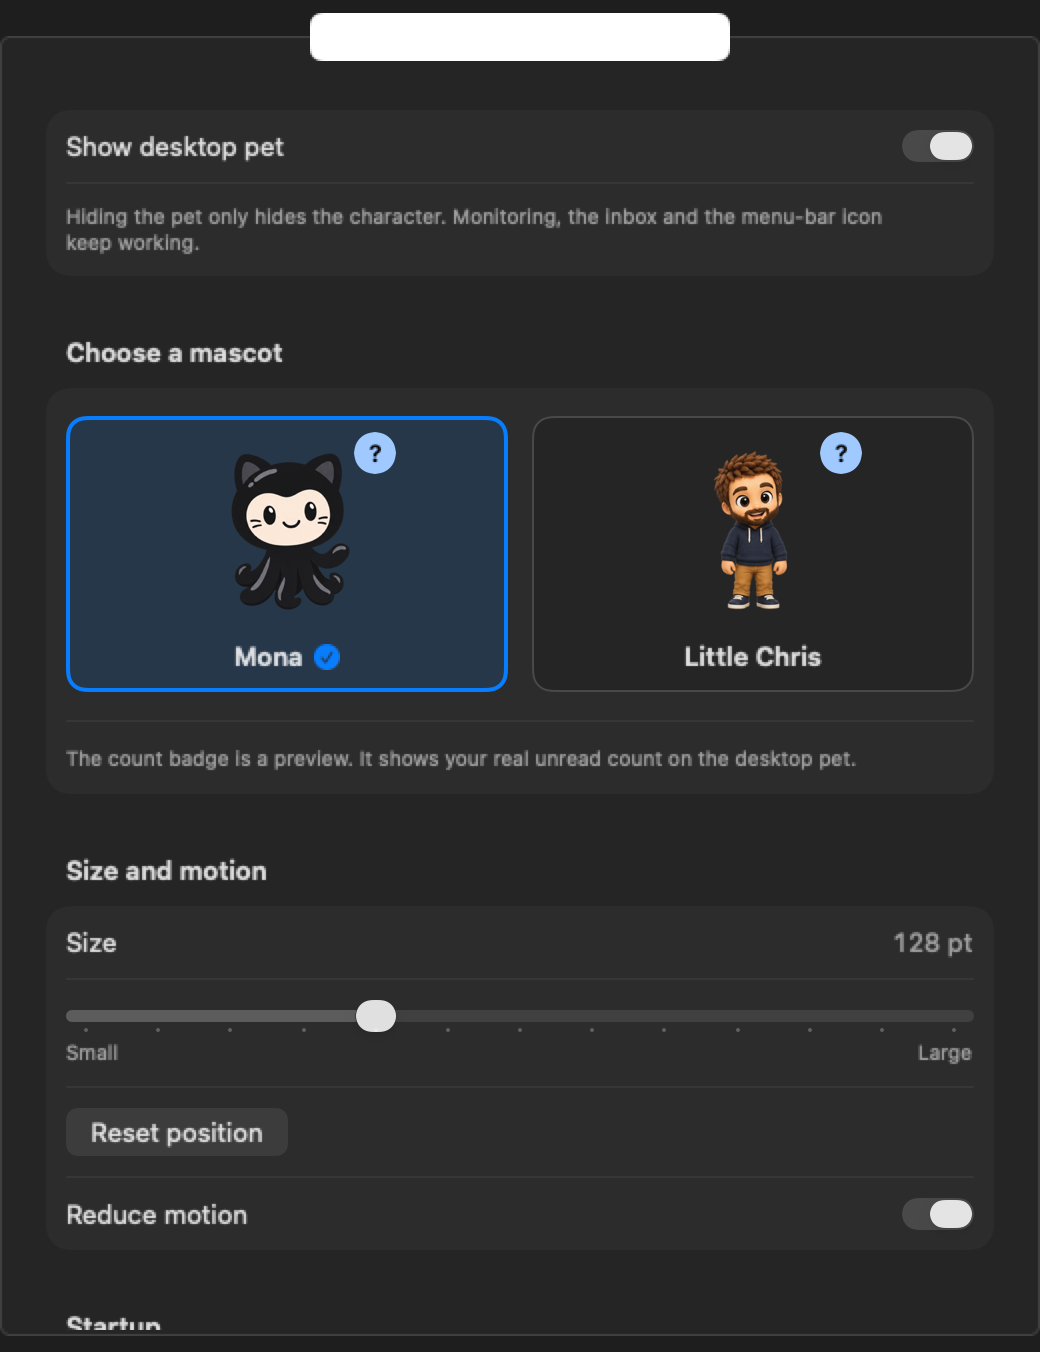 Show desktop pet
Hiding the pet only hides the character. Monitoring, the inbox and the menu-bar icon
keep working.
Choose a mascot
?
?
Mona
Little Chris
The count badge is a preview. It shows your real unread count on the desktop pet.
Size and motion
Size
128 pt
Small
Large
Reset position
Reduce motion
Startup